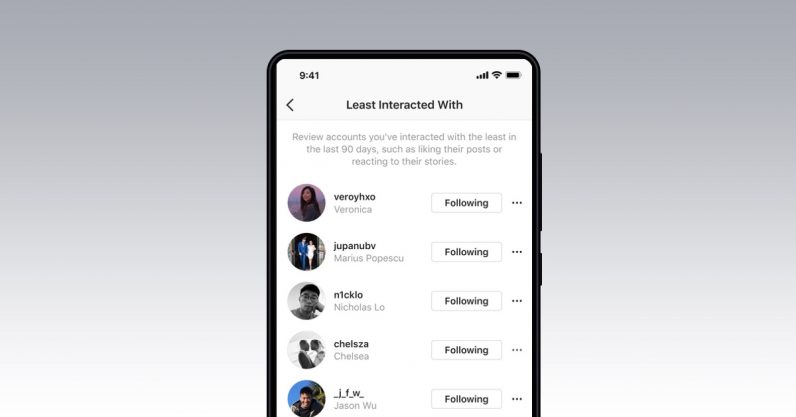 9:41
Least Interacted With
Review accounts you've interacted with the least in
the last 90 days, such as liking their posts or
reacting to their stories.
veroyhxo
Veronica
Following
jupanubv
Marius Popescu
Following
n1cklo
Nicholas Lo
Following
chelsza
Chelsea
Following
_j_f_w_
Jason Wu
Following